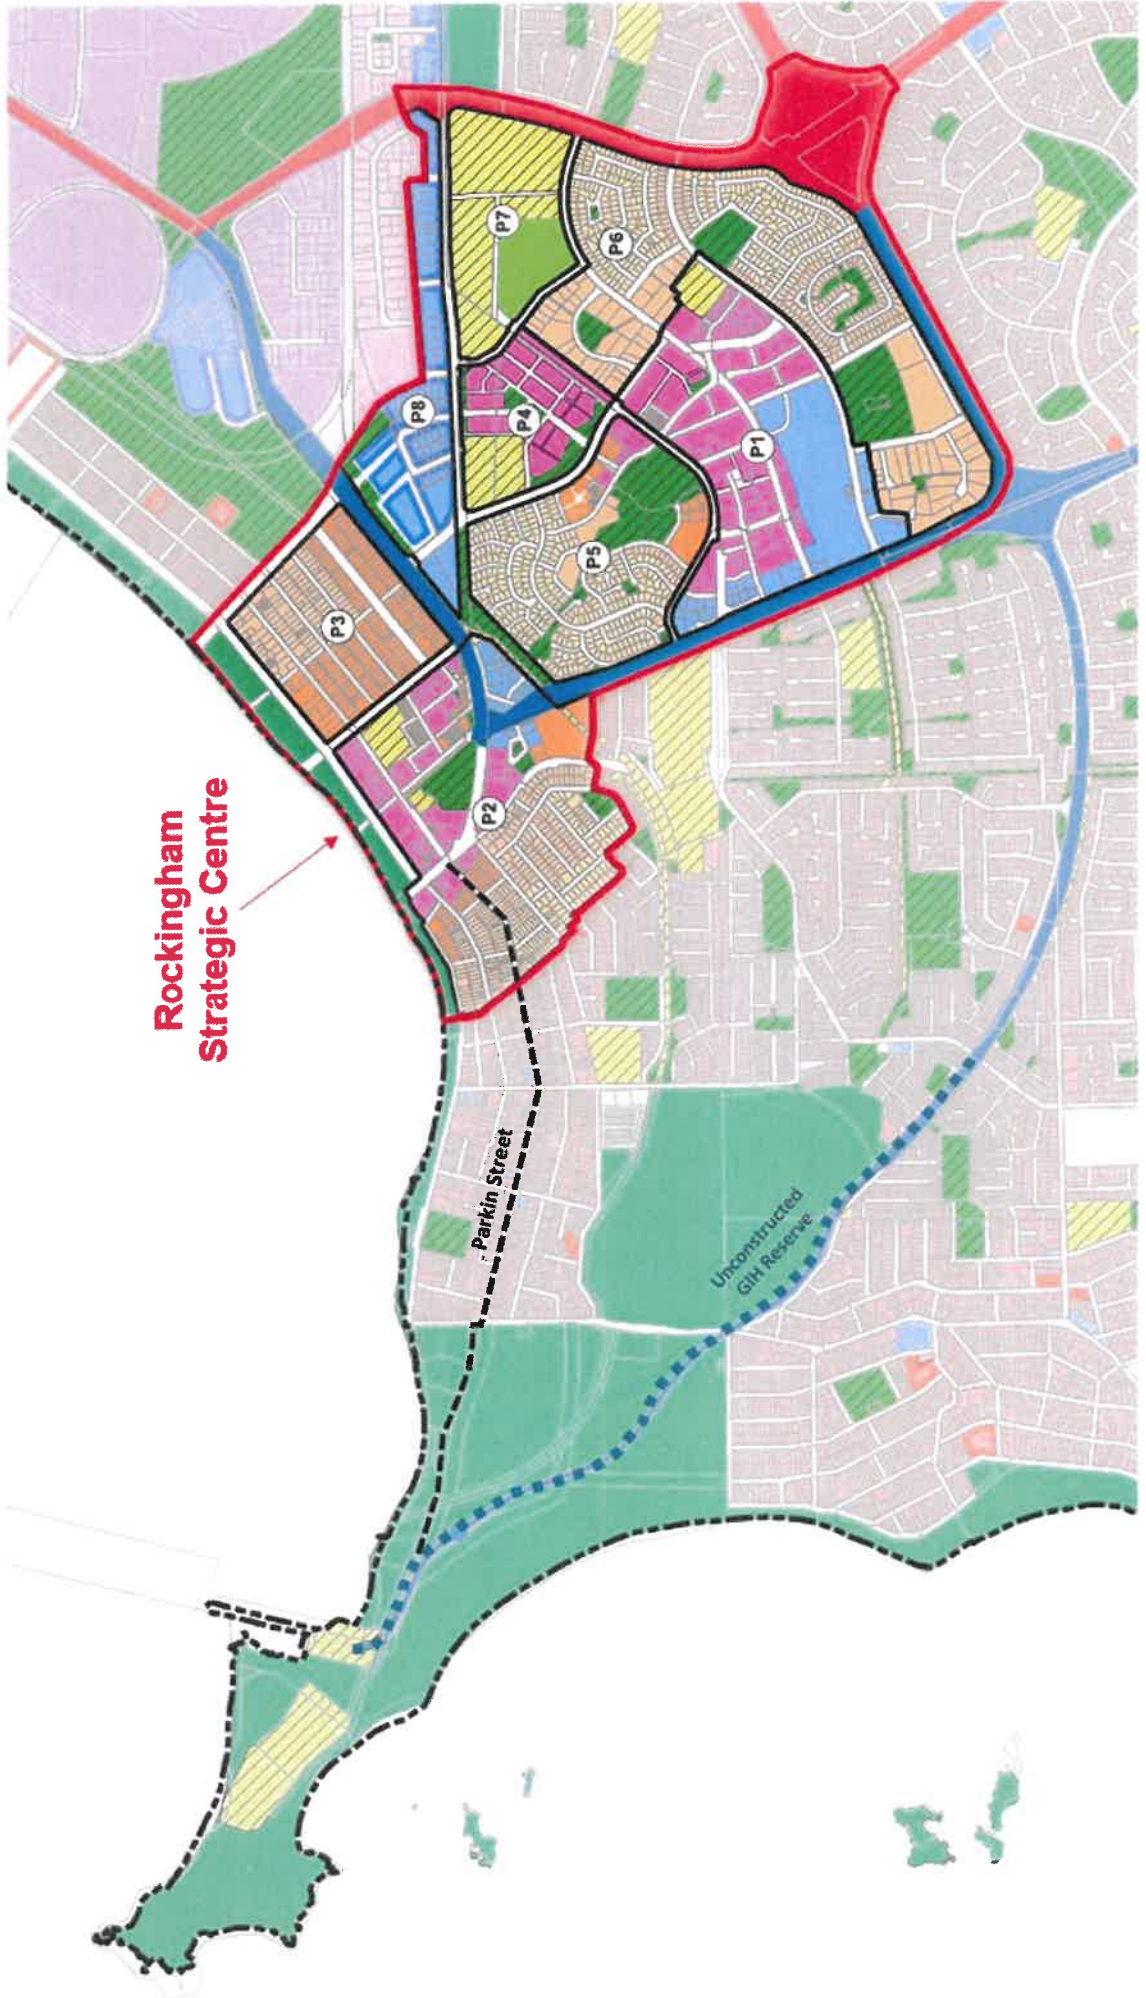 Rockingham
Strategic Centre
P7
P6
P8
P4
P1
P3
P5
P2
Parkin Street
Unconstructed
GIH Reserve